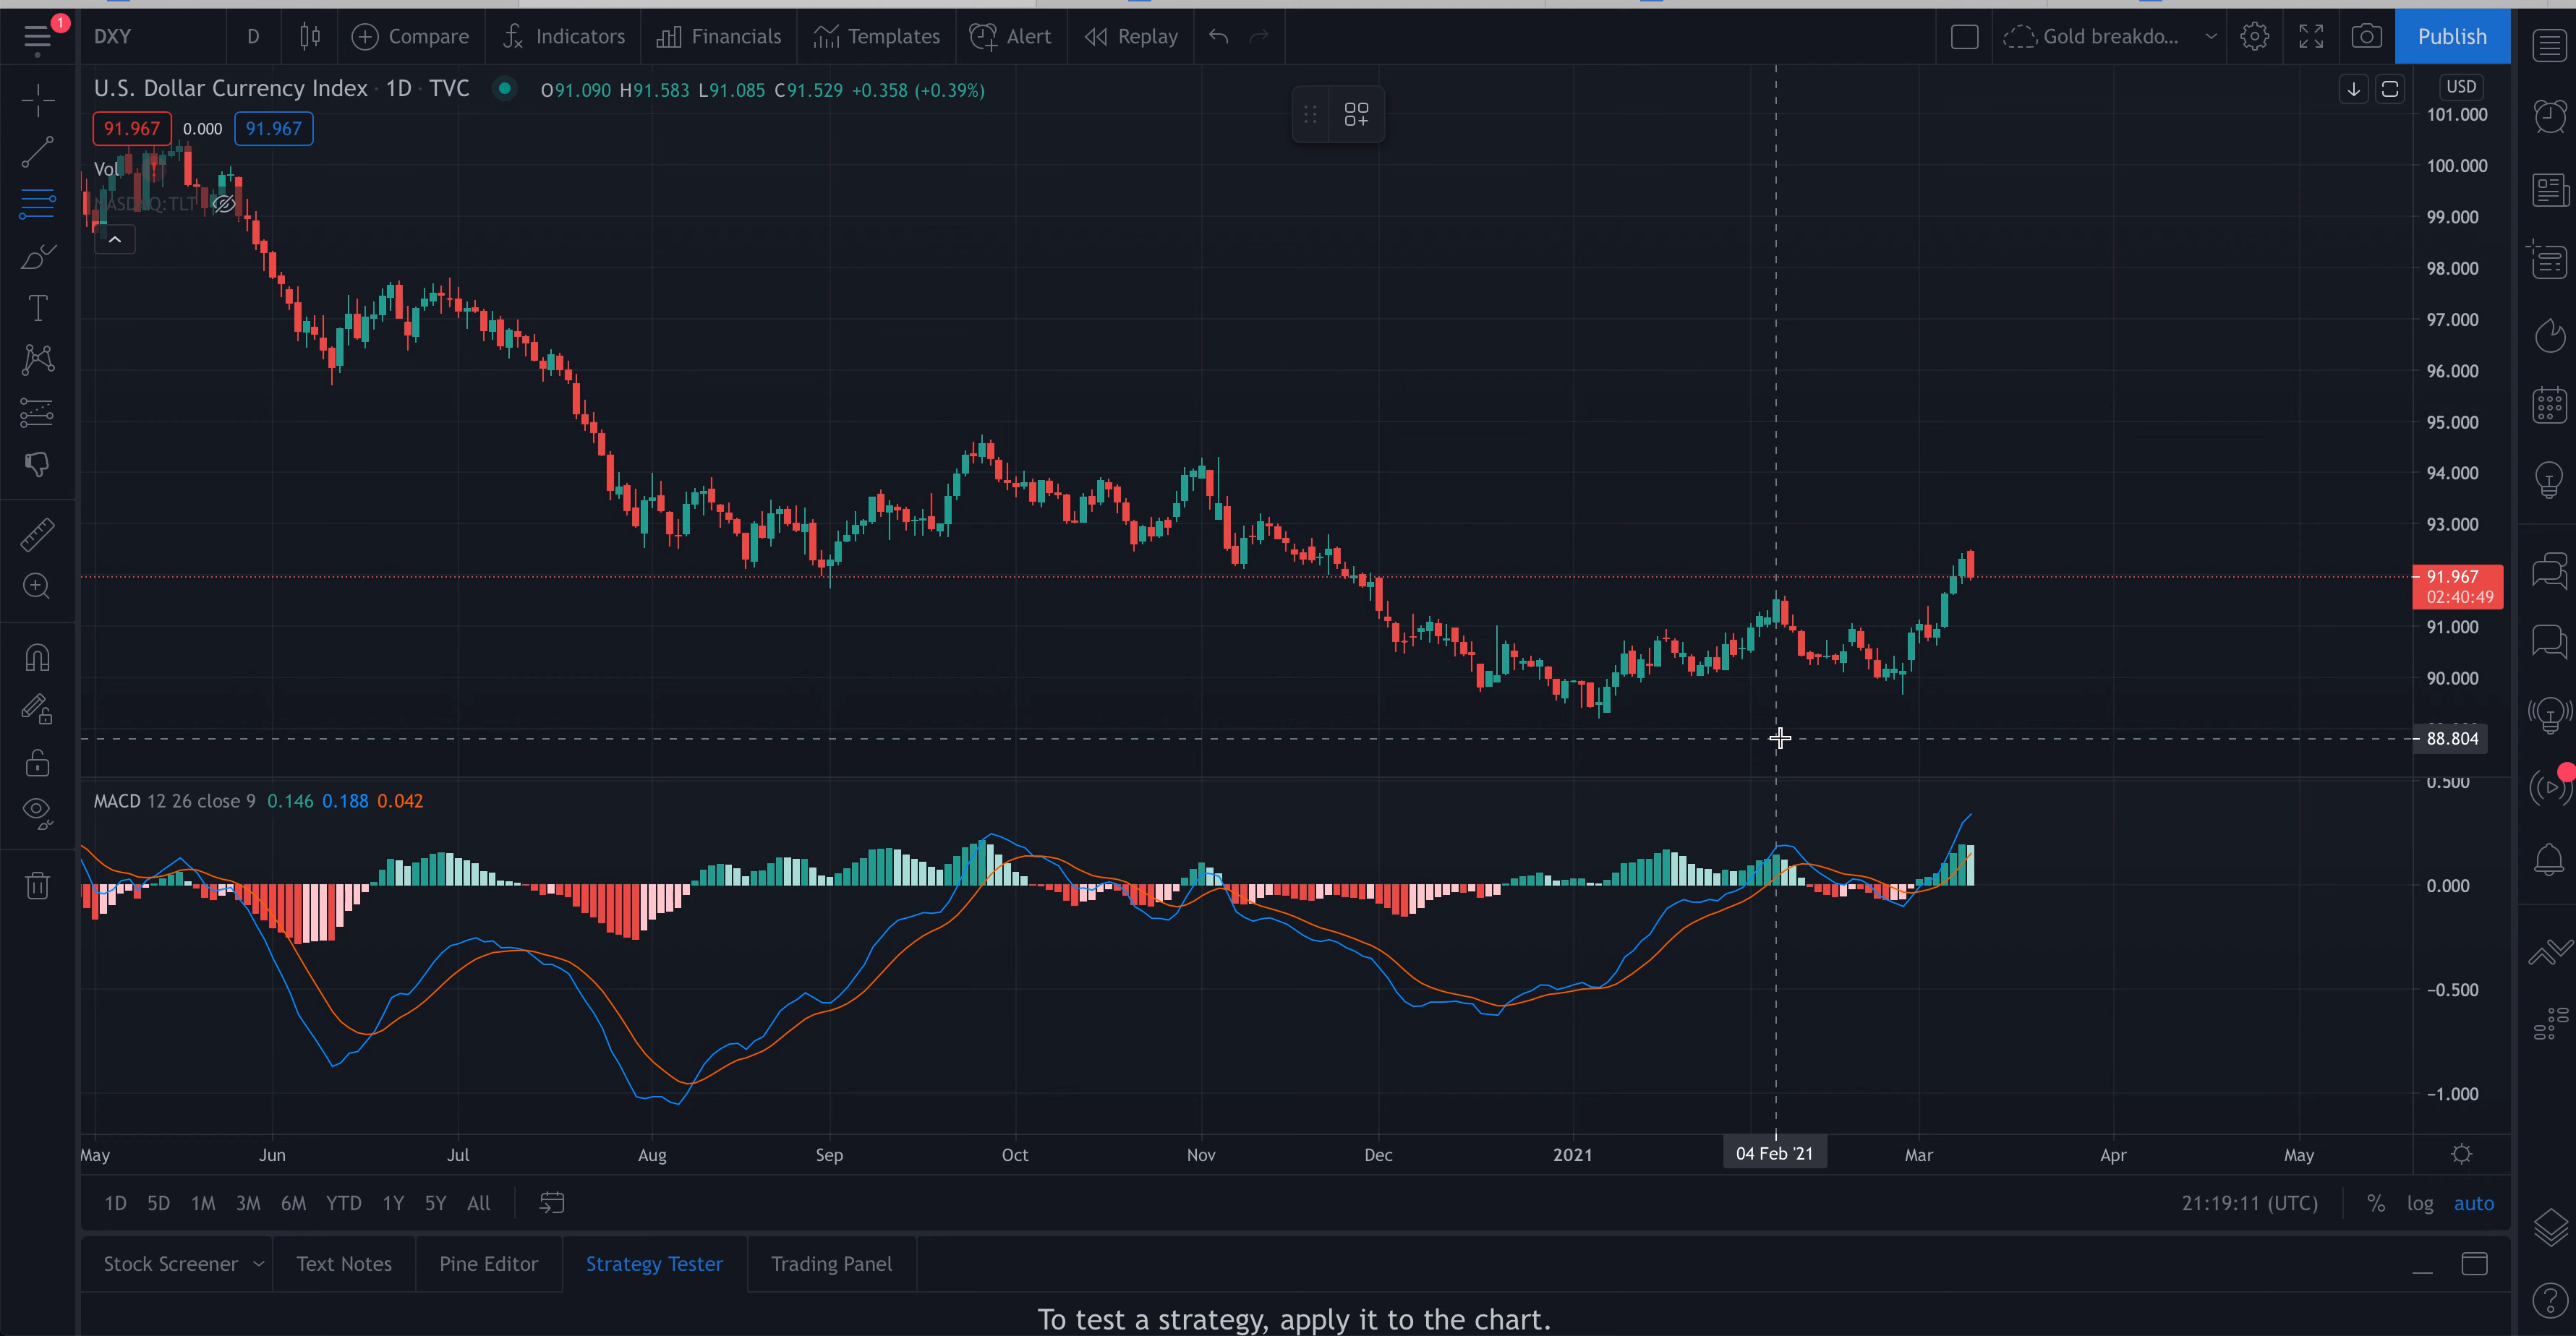 1
DXY D Compare Indicators Financials Templates Alert Replay Gold breakdo... Publish
U.S. Dollar Currency Index · 1D · TVC O91.090 H91.583 L91.085 C91.529 +0.358 (+0.39%)
USD
91.967 0.000 91.967
Vol
NASDAQ:TLT
101.000
100.000
99.000
98.000
97.000
96.000
95.000
94.000
93.000
91.967
02:40:49
91.000
90.000
88.804
MACD 12 26 close 9 0.146 0.188 0.042
0.500
0.000
−0.500
−1.000
May Jun Jul Aug Sep Oct Nov Dec 2021 04 Feb '21 Mar Apr May
1D 5D 1M 3M 6M YTD 1Y 5Y All 21:19:11 (UTC) % log auto
Stock Screener Text Notes Pine Editor Strategy Tester Trading Panel
To test a strategy, apply it to the chart.